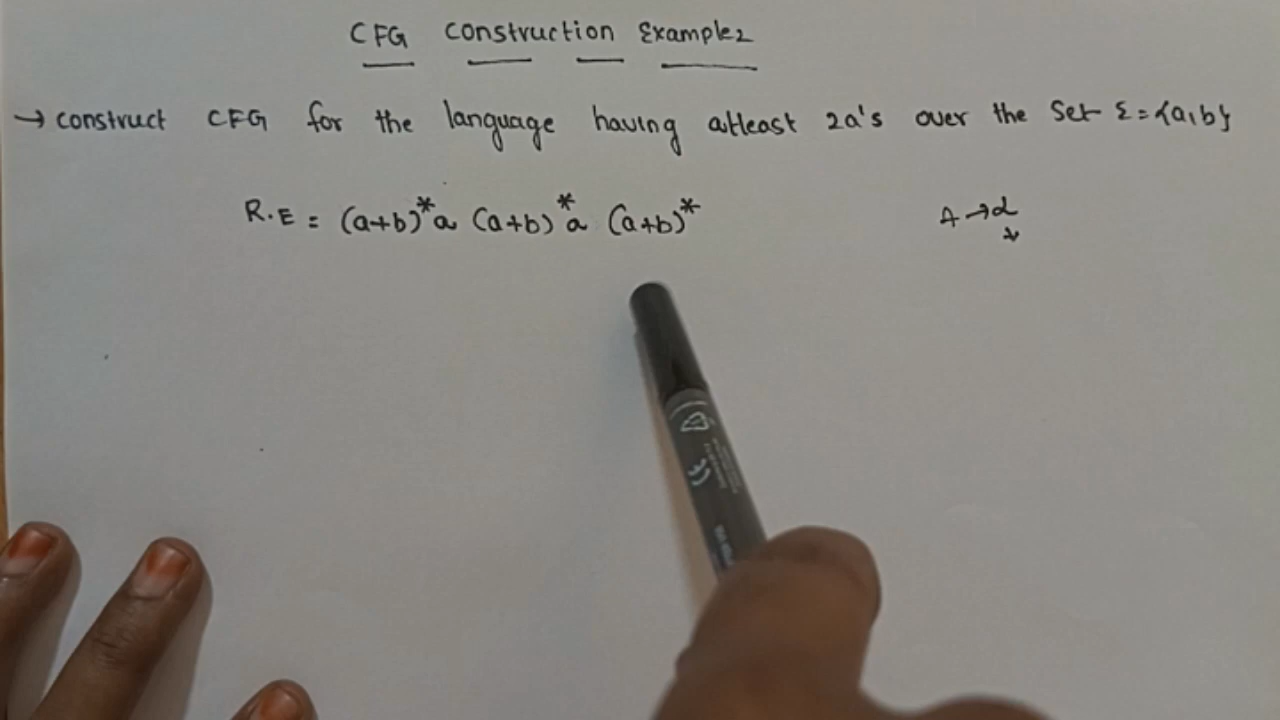 CFG construction Example2
→ construct CFG for the language having atleast 2a's over the set Σ={a,b}
R.E = (a+b)*a (a+b)*a (a+b)*
A→α